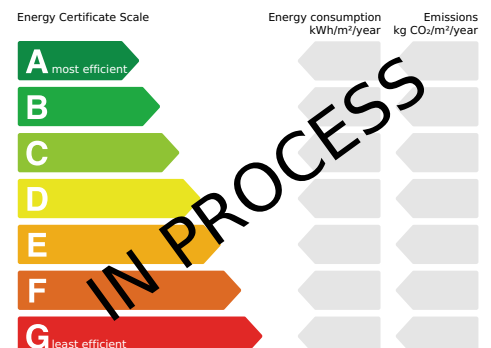 Energy Certificate Scale
Energy consumption
kWh/m²/year
Emissions
kg CO₂/m²/year
A most efficient
B
C
D
E
F
G least efficient
IN PROCESS